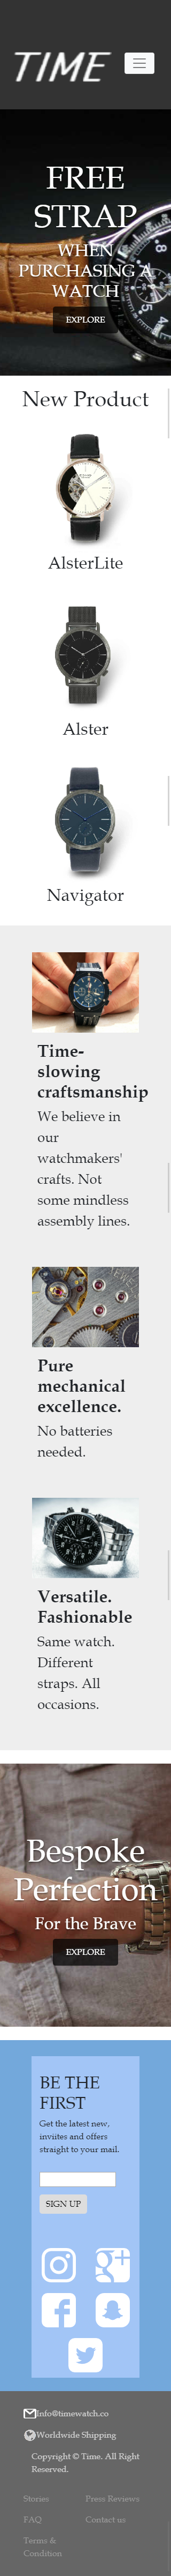 TIME
FREE
STRAP
WHEN
PURCHASING A
WATCH
EXPLORE
New Product
AlsterLite
Alster
Navigator
Time-
slowing
craftsmanship
We believe in
our
watchmakers'
crafts. Not
some mindless
assembly lines.
Pure
mechanical
excellence.
No batteries
needed.
Versatile.
Fashionable
Same watch.
Different
straps. All
occasions.
Bespoke
Perfection
For the Brave
EXPLORE
BE THE
FIRST
Get the latest new,
inviites and offers
straight to your mail.
SIGN UP
Info@timewatch.co
Worldwide Shipping
Copyright © Time. All Right
Reserved.
Stories
Press Reviews
FAQ
Contact us
Terms &
Condition